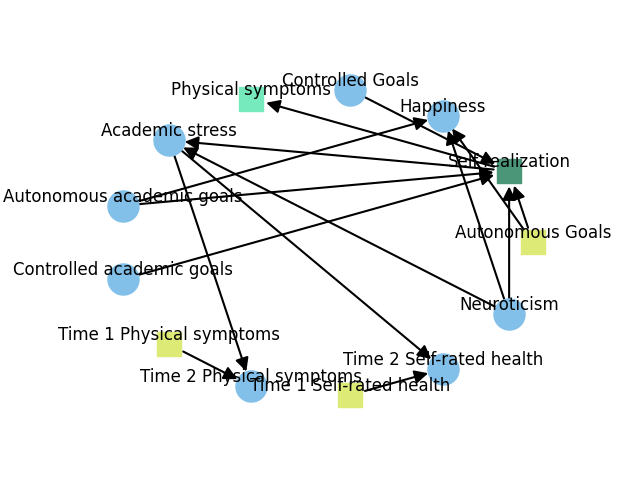 Controlled Goals
Physical symptoms
Happiness
Academic stress
Self-realization
Autonomous academic goals
Autonomous Goals
Controlled academic goals
Neuroticism
Time 1 Physical symptoms
Time 2 Self-rated health
Time 2 Physical symptoms
Time 1 Self-rated health